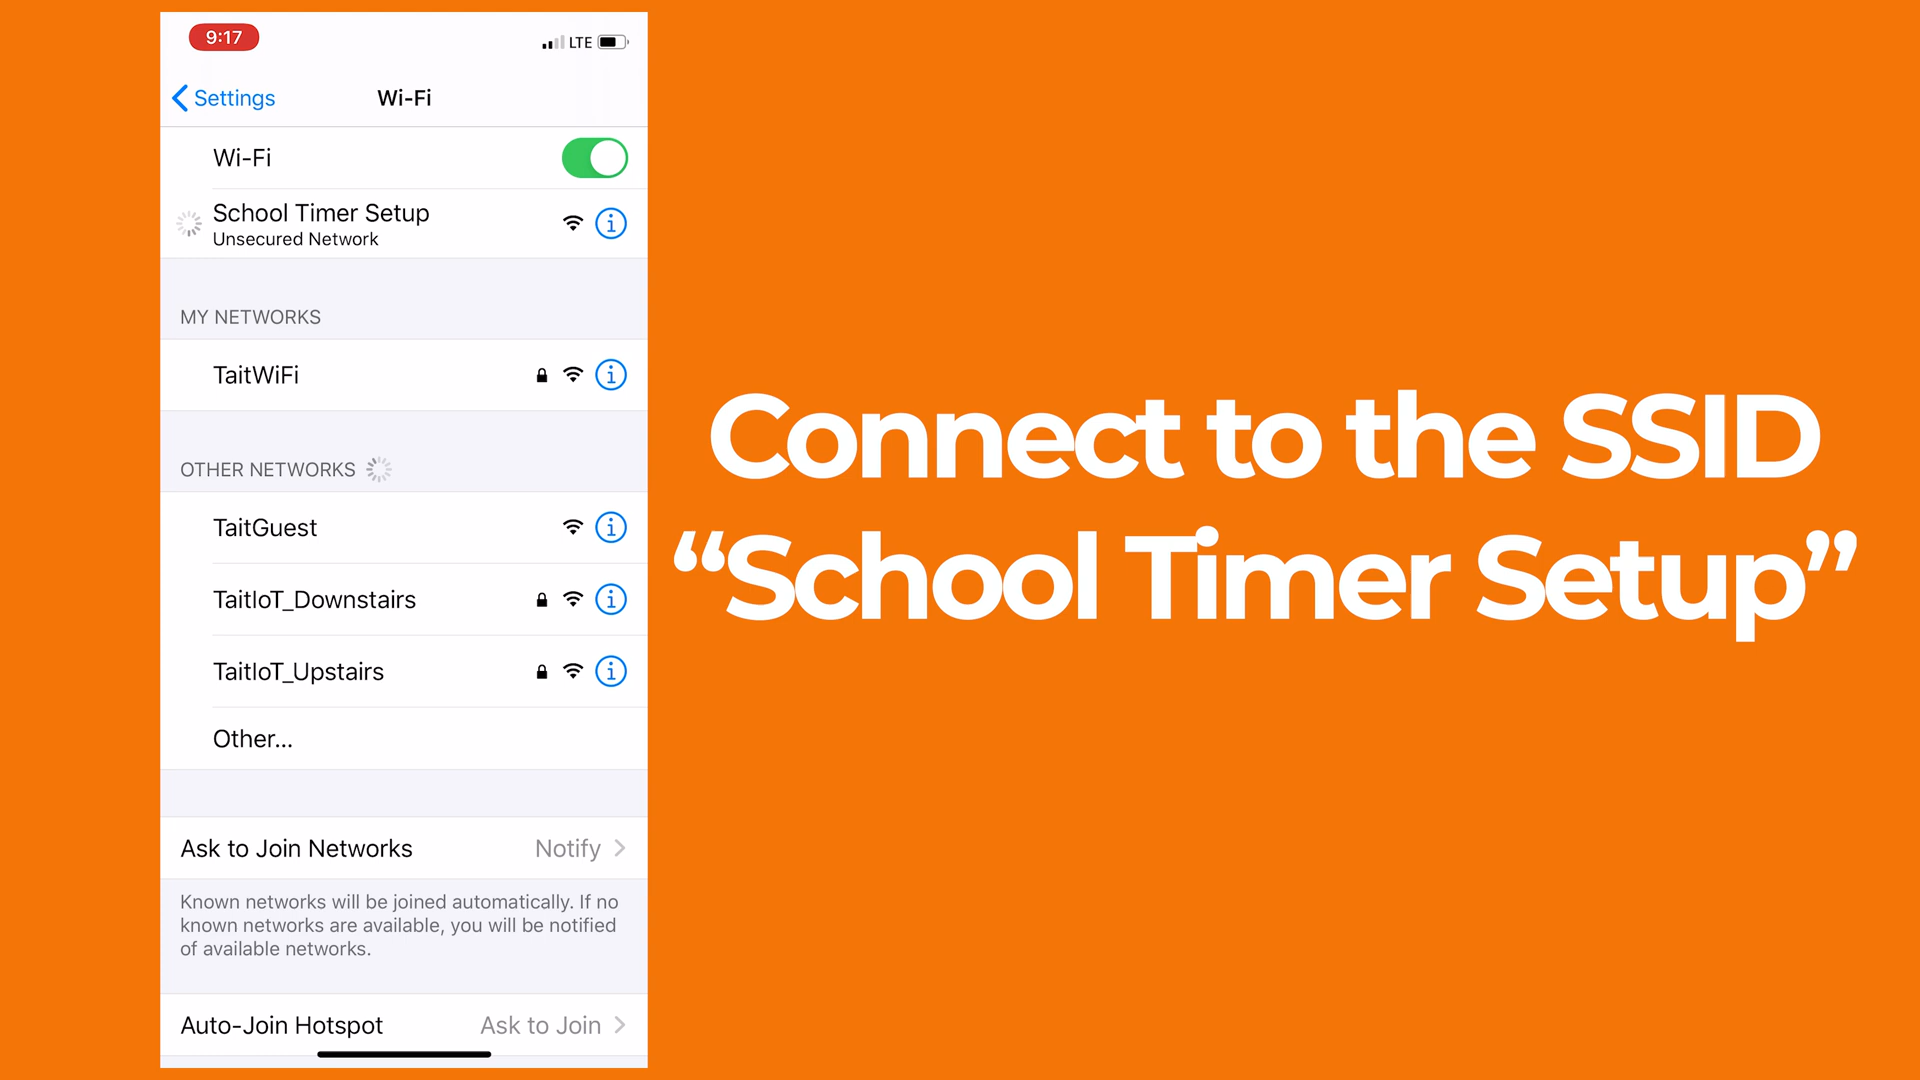 9:17
LTE
Settings
Wi-Fi
Wi-Fi
School Timer Setup
Unsecured Network
MY NETWORKS
TaitWiFi
OTHER NETWORKS
TaitGuest
TaitIoT_Downstairs
TaitIoT_Upstairs
Other...
Ask to Join Networks Notify
Known networks will be joined automatically. If no
known networks are available, you will be notified
of available networks.
Auto-Join Hotspot Ask to Join
Connect to the SSID
“School Timer Setup”